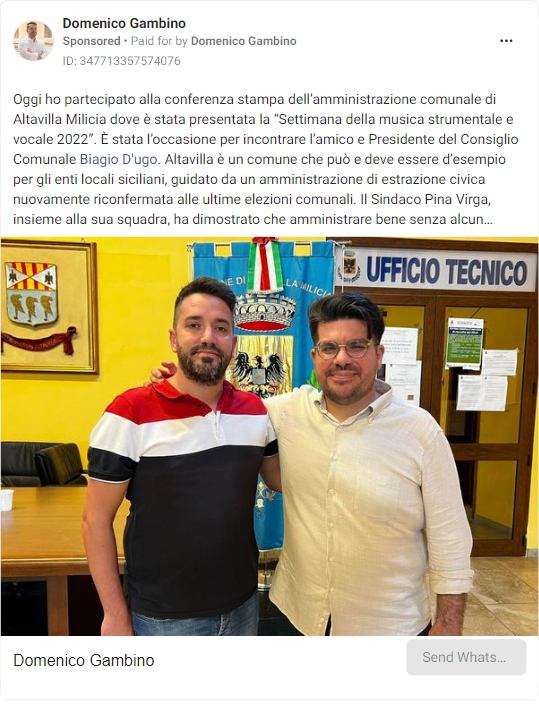 Domenico Gambino
Sponsored • Paid for by Domenico Gambino
ID: 347713357574076
Oggi ho partecipato alla conferenza stampa dell'amministrazione comunale di
Altavilla Milicia dove è stata presentata la "Settimana della musica strumentale e
vocale 2022". È stata l'occasione per incontrare l'amico e Presidente del Consiglio
Comunale Biagio D'ugo. Altavilla è un comune che può e deve essere d'esempio
per gli enti locali siciliani, guidato da un amministrazione di estrazione civica
nuovamente riconfermata alle ultime elezioni comunali. Il Sindaco Pina Virga,
insieme alla sua squadra, ha dimostrato che amministrare bene senza alcun...
UFFICIO TECNICO
Domenico Gambino
Send Whats...